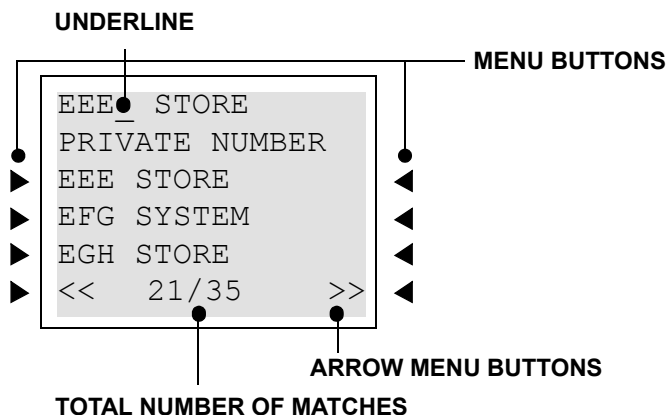 UNDERLINE
MENU BUTTONS
EEE_ STORE
PRIVATE NUMBER
EEE STORE
EFG SYSTEM
EGH STORE
<< 21/35 >>
ARROW MENU BUTTONS
TOTAL NUMBER OF MATCHES